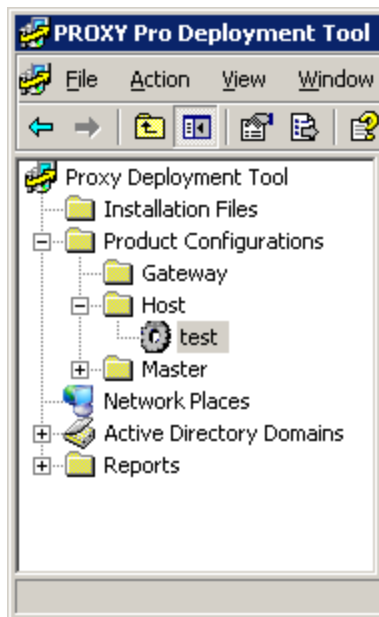 PROXY Pro Deployment Tool
File Action View Window
Proxy Deployment Tool
Installation Files
Product Configurations
Gateway
Host
test
Master
Network Places
Active Directory Domains
Reports